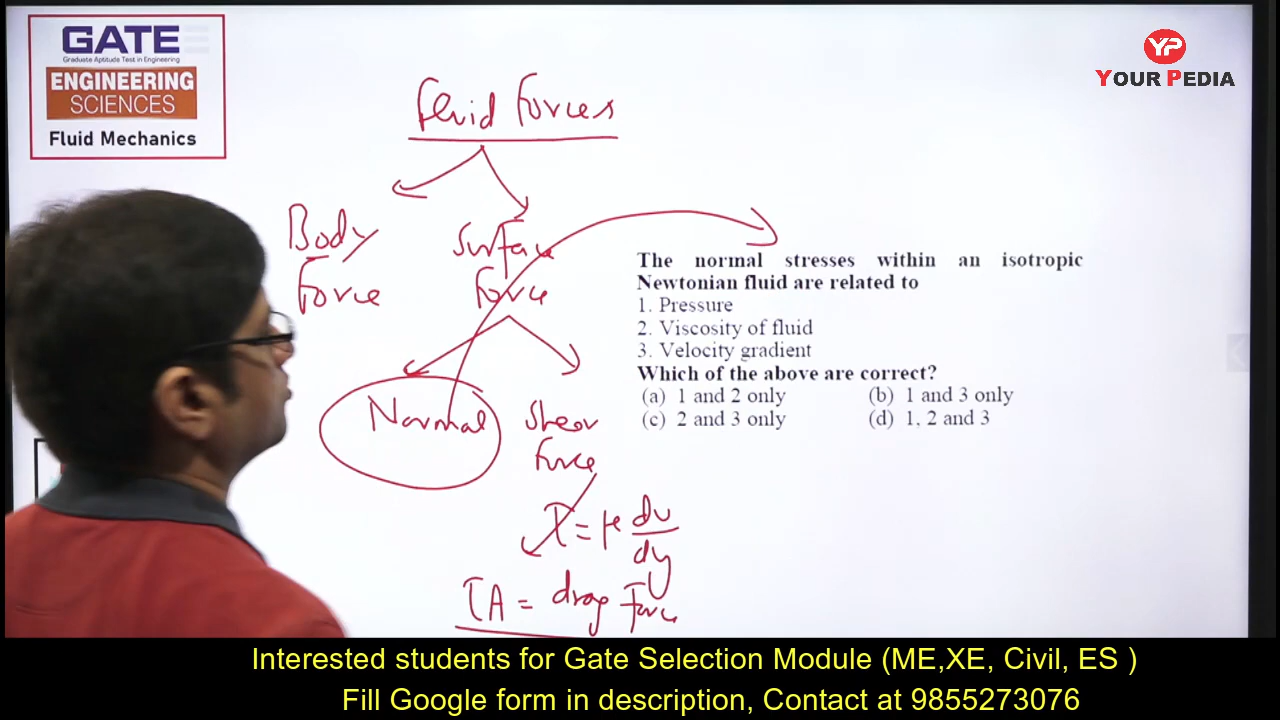 GATE
Graduate Aptitude Test in Engineering
ENGINEERING
SCIENCES
Fluid Mechanics
YP
YOUR PEDIA
Fluid Forces
Body
Force
Surface
Force
Normal
Shear
Force
τ = μ du/dy
τA = drag Force
The normal stresses within an isotropic
Newtonian fluid are related to
1. Pressure
2. Viscosity of fluid
3. Velocity gradient
Which of the above are correct?
(a) 1 and 2 only (b) 1 and 3 only
(c) 2 and 3 only (d) 1, 2 and 3
Interested students for Gate Selection Module (ME,XE, Civil, ES )
Fill Google form in description, Contact at 9855273076